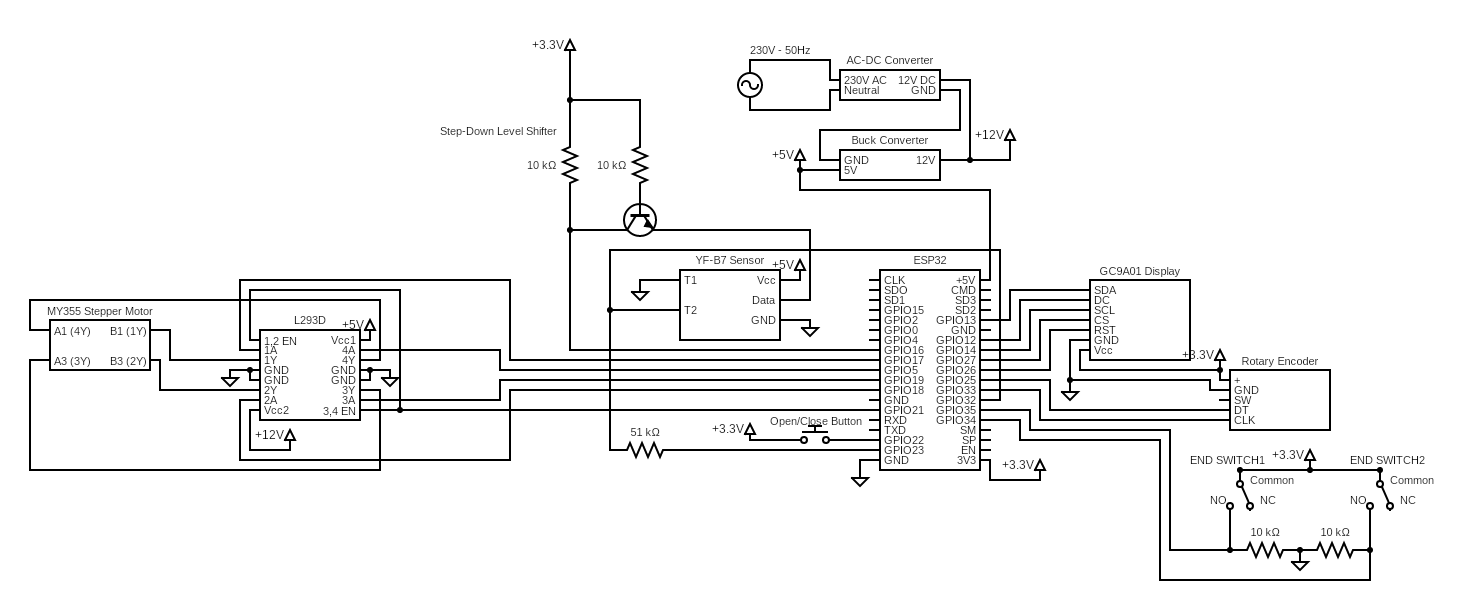 +3.3V
230V - 50Hz
AC-DC Converter
230V AC
12V DC
Neutral
GND
Step-Down Level Shifter
10 kΩ
10 kΩ
+12V
Buck Converter
+5V
GND
12V
5V
YF-B7 Sensor
+5V
T1
Vcc
Data
T2
GND
ESP32
CLK
SDO
SD1
GPIO15
GPIO2
GPIO0
GPIO4
GPIO16
GPIO17
GPIO5
GPIO19
GPIO18
GND
GPIO21
RXD
TXD
GPIO22
GPIO23
GND
+5V
CMD
SD3
SD2
GPIO13
GND
GPIO12
GPIO14
GPIO27
GPIO26
GPIO25
GPIO33
GPIO32
GPIO35
GPIO34
SM
SP
EN
3V3
+3.3V
GC9A01 Display
SDA
DC
SCL
CS
RST
GND
Vcc
+3.3V
Rotary Encoder
+
GND
SW
DT
CLK
MY355 Stepper Motor
A1 (4Y)
B1 (1Y)
A3 (3Y)
B3 (2Y)
L293D
+5V
1,2 EN
1A
1Y
GND
GND
2Y
2A
Vcc2
Vcc1
4A
4Y
GND
GND
3Y
3A
3,4 EN
+12V
51 kΩ
+3.3V
Open/Close Button
END SWITCH1
+3.3V
END SWITCH2
Common
Common
NO
NC
NO
NC
10 kΩ
10 kΩ